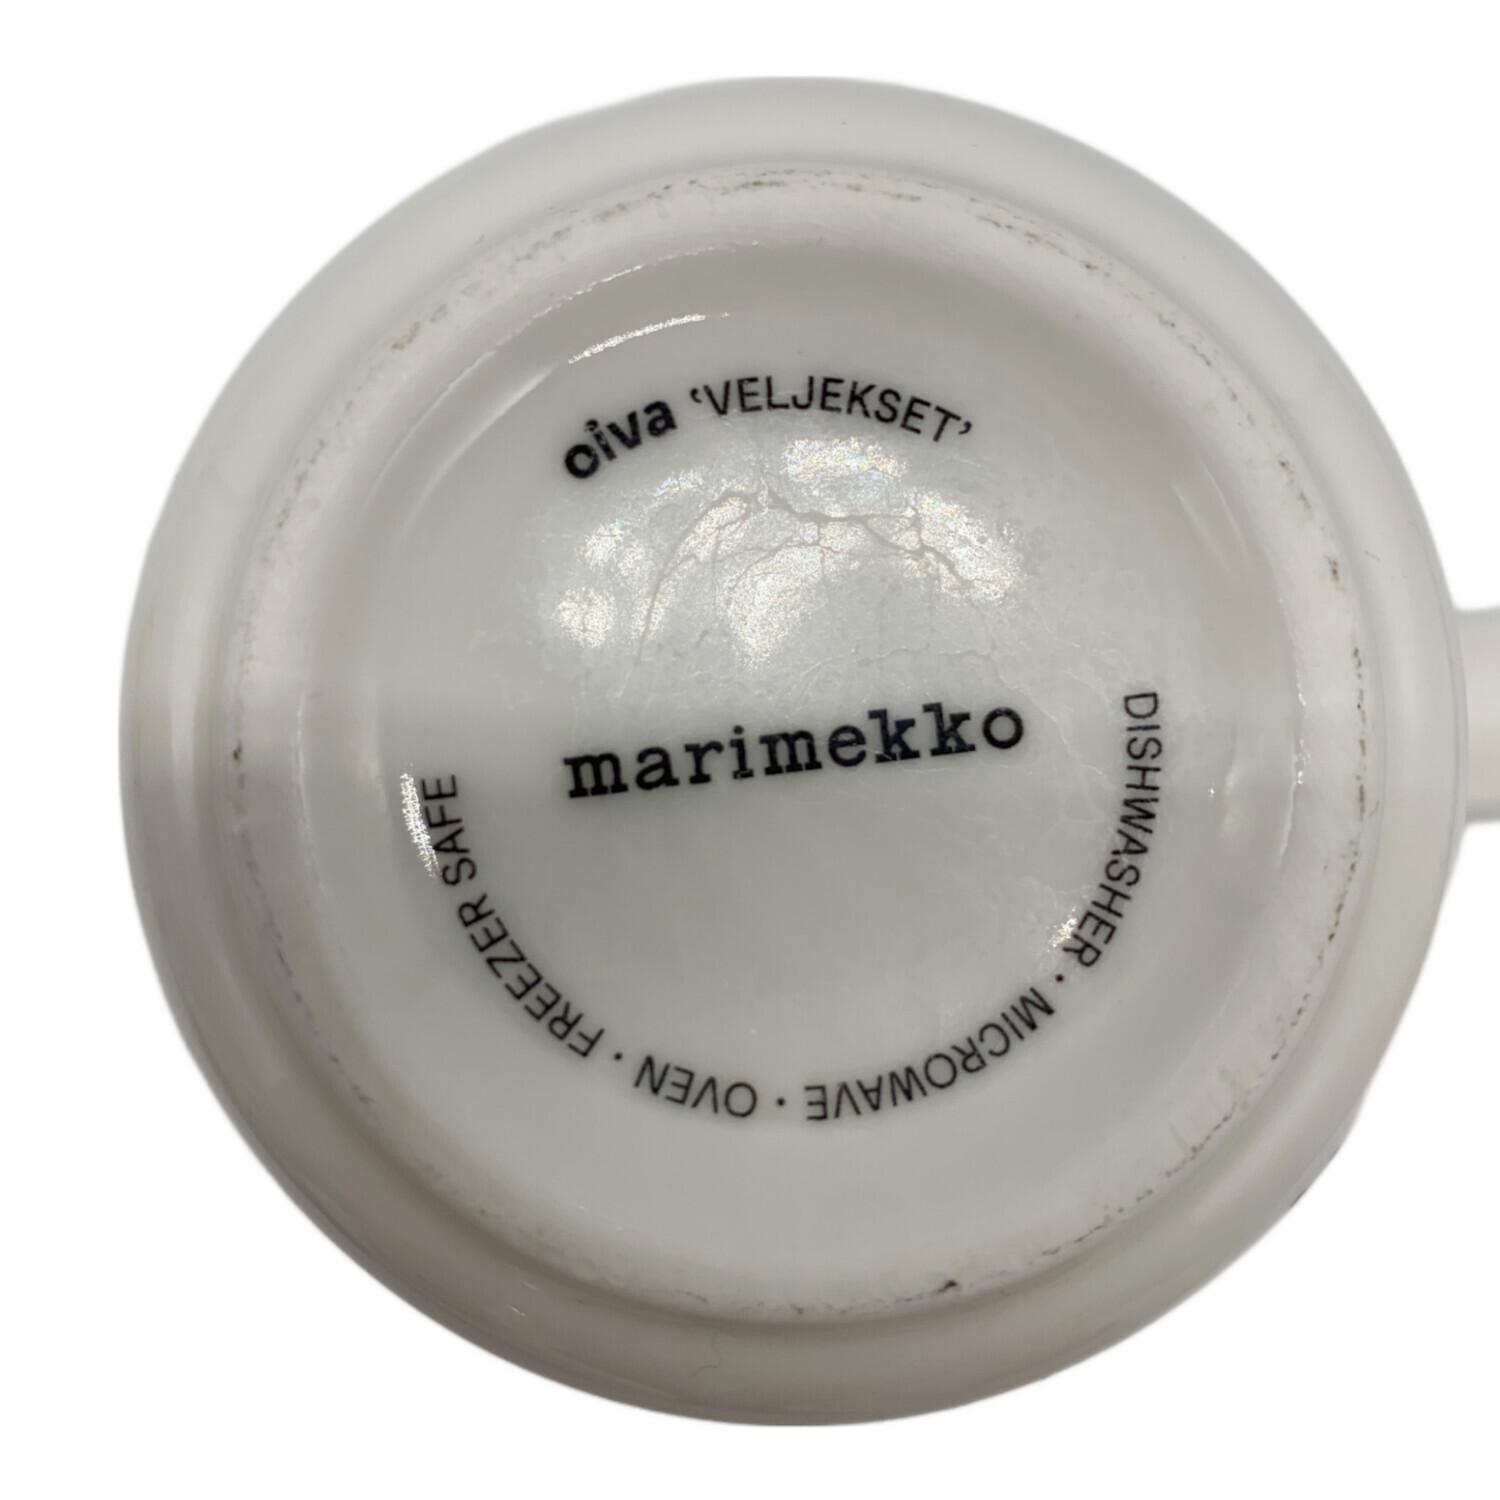 oiva ‘VELJEKSET’
marimekko
DISHWASHER · MICROWAVE · OVEN · FREEZER SAFE